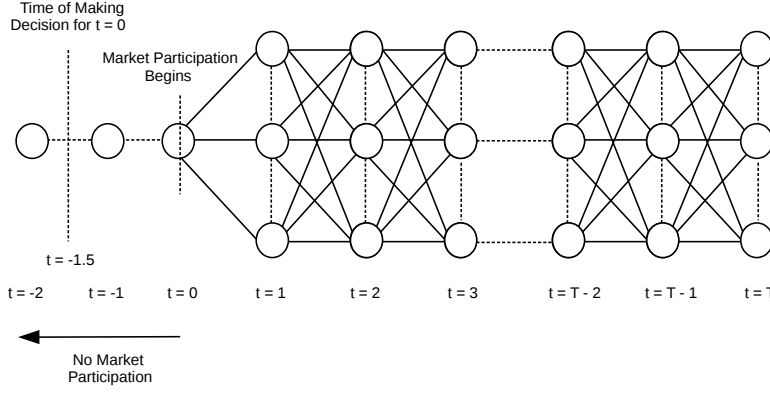 Time of Making
Decision for t = 0
Market Participation
Begins
t = -1.5
t = -2
t = -1
t = 0
t = 1
t = 2
t = 3
t = T - 2
t = T - 1
t = T
No Market
Participation